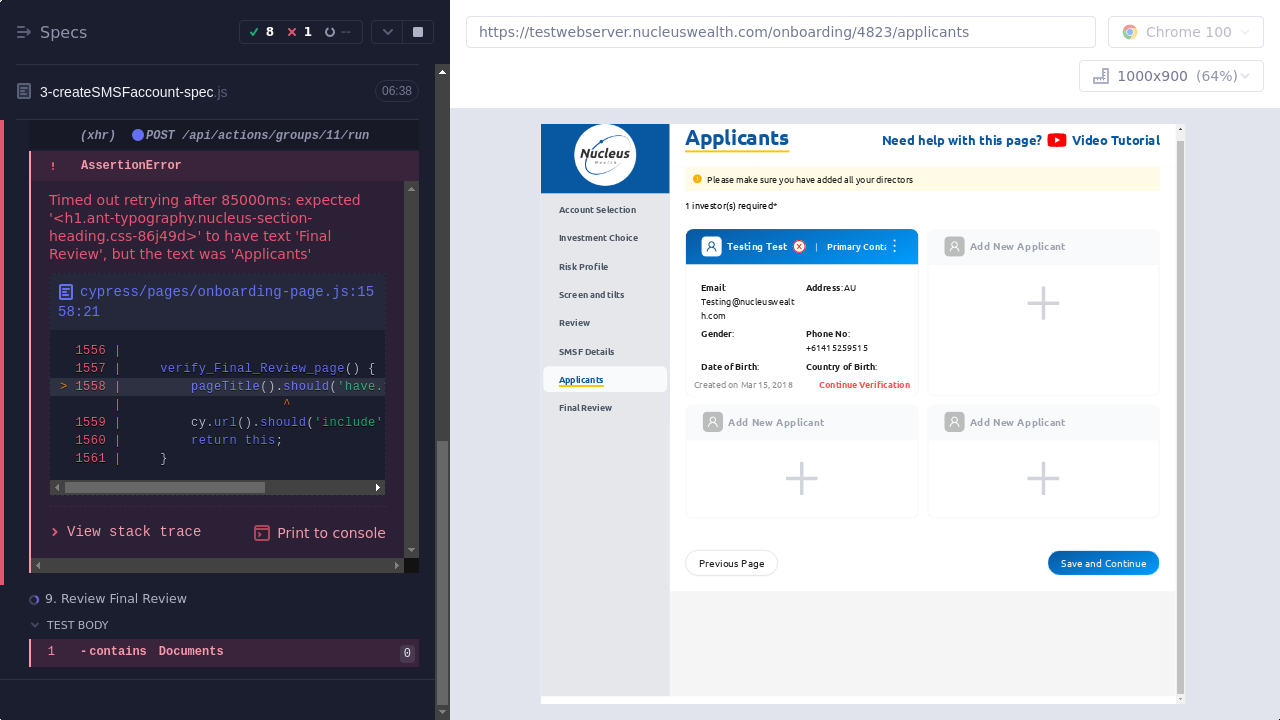 Specs
8
1
--
3-createSMSFaccount-spec.js
06:38
(xhr) POST /api/actions/groups/11/run
! AssertionError
Timed out retrying after 85000ms: expected
'<h1.ant-typography.nucleus-section-
heading.css-86j49d>' to have text 'Final
Review', but the text was 'Applicants'
cypress/pages/onboarding-page.js:15
58:21
1556 |
1557 | verify_Final_Review_page() {
> 1558 | pageTitle().should('have.
| ^
1559 | cy.url().should('include'
1560 | return this;
1561 | }
View stack trace
Print to console
9. Review Final Review
TEST BODY
1 -contains Documents 0
https://testwebserver.nucleuswealth.com/onboarding/4823/applicants
Chrome 100
1000x900 (64%)
Nucleus
Wealth
Account Selection
Investment Choice
Risk Profile
Screen and tilts
Review
SMSF Details
Applicants
Final Review
Applicants
Need help with this page? Video Tutorial
Please make sure you have added all your directors
1 investor(s) required*
Testing Test | Primary Conta
Email:
Testing@nucleuswealt
h.com
Address: AU
Gender:
Phone No:
+61415259515
Date of Birth:
Country of Birth:
Created on Mar 15, 2018
Continue Verification
Add New Applicant
Add New Applicant
Add New Applicant
Previous Page
Save and Continue